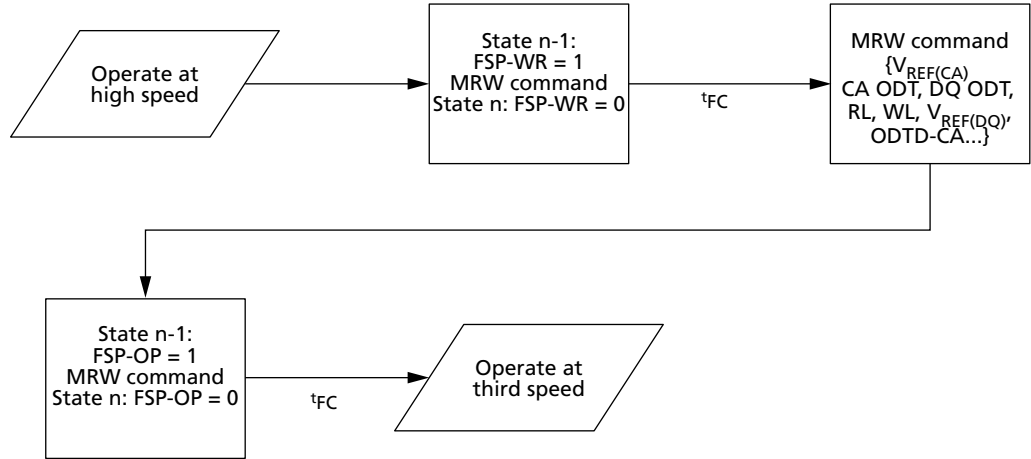 Operate at
high speed
State n-1:
FSP-WR = 1
MRW command
State n: FSP-WR = 0
tFC
MRW command
{VREF(CA)
CA ODT, DQ ODT,
RL, WL, VREF(DQ),
ODTD-CA...}
State n-1:
FSP-OP = 1
MRW command
State n: FSP-OP = 0
tFC
Operate at
third speed